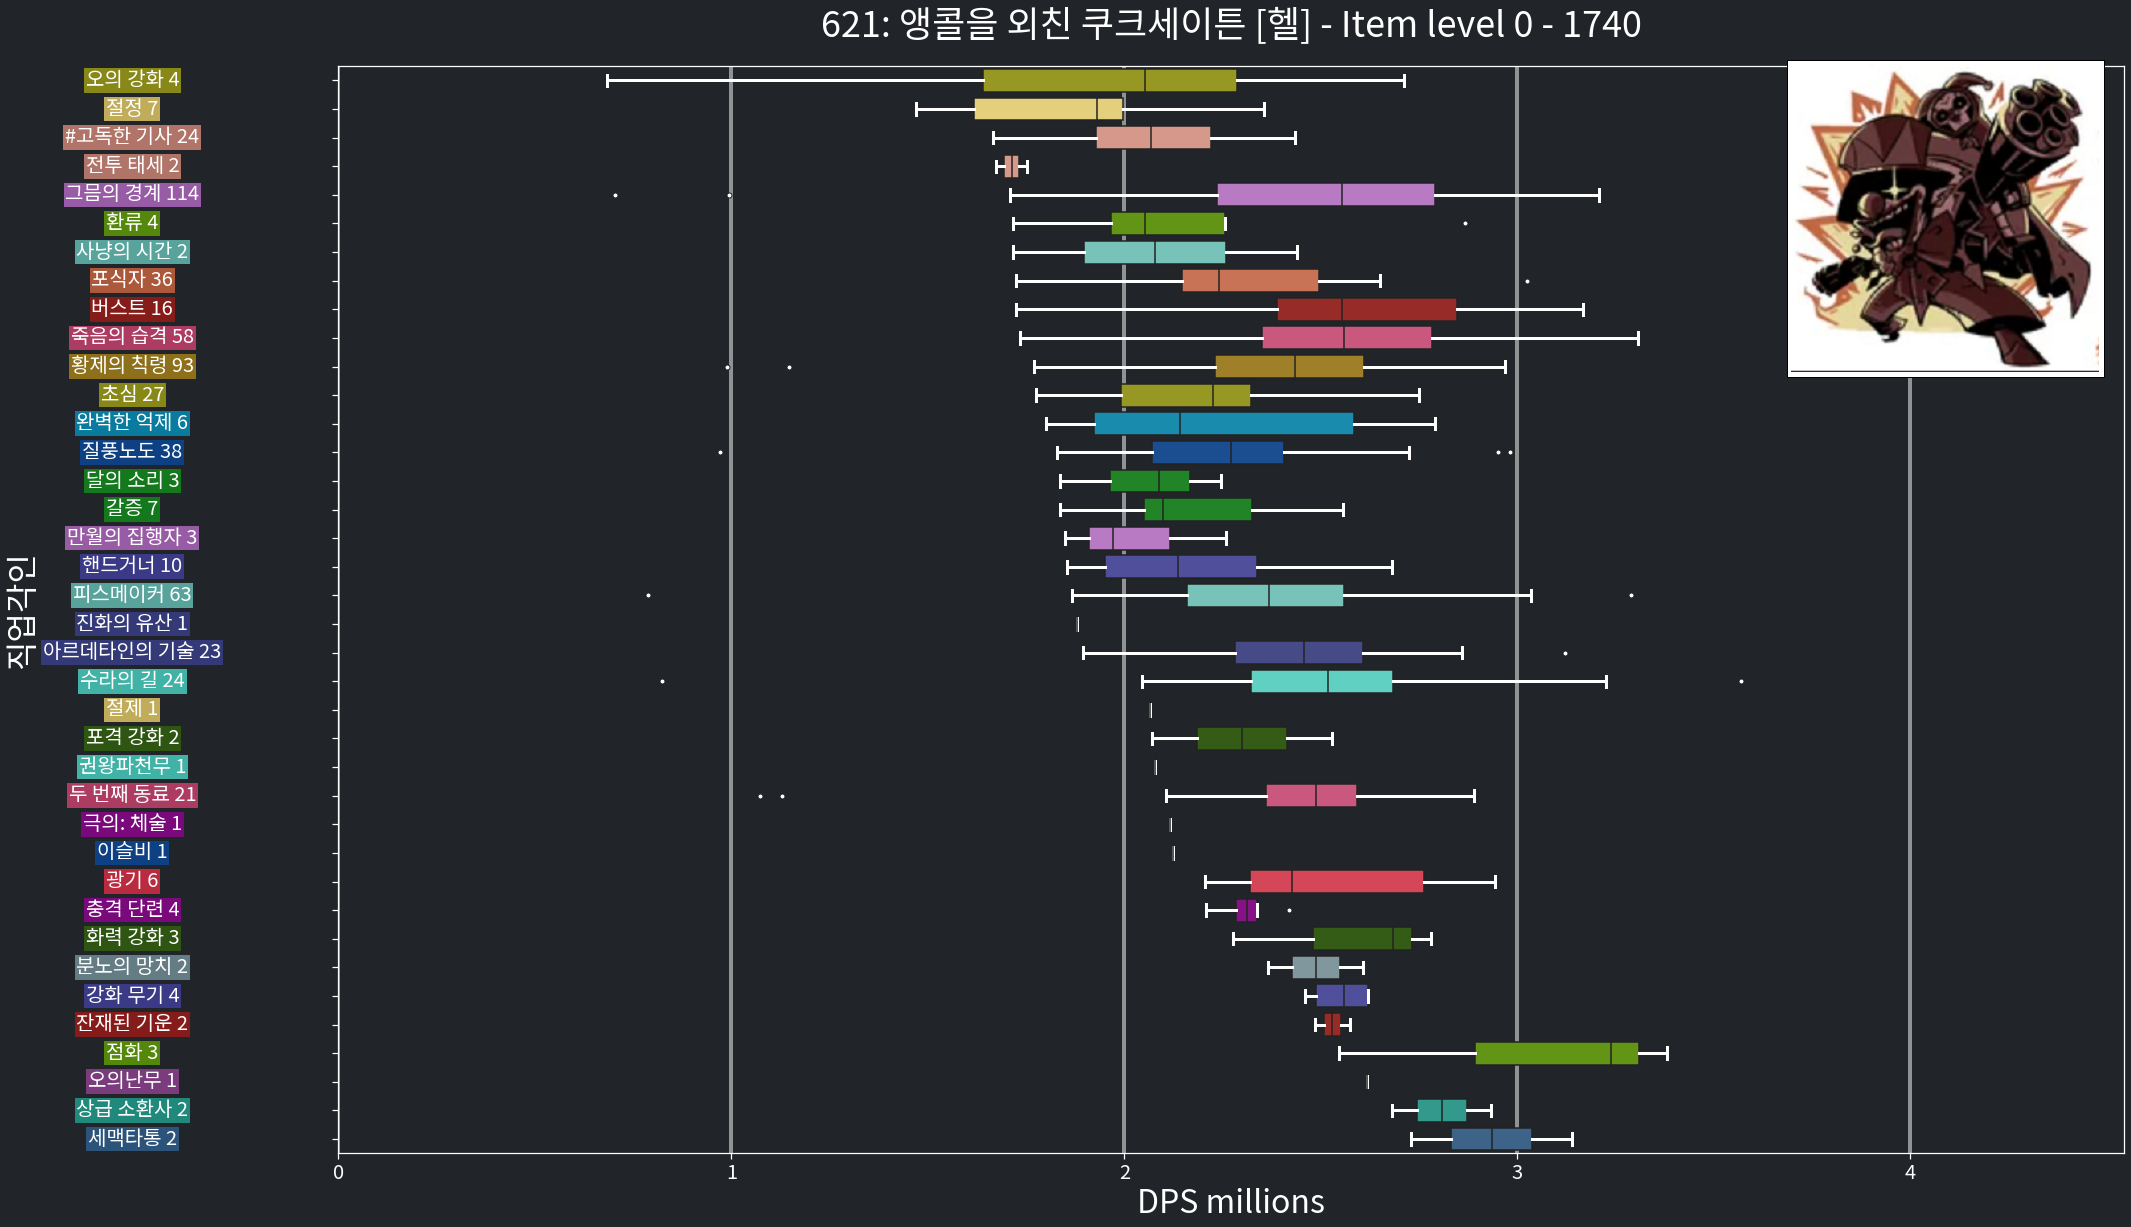 621: 앵콜을 외친 쿠크세이튼 [헬] - Item level 0 - 1740
오의 강화 4
절정 7
#고독한 기사 24
전투 태세 2
그믐의 경계 114
환류 4
사냥의 시간 2
포식자 36
버스트 16
죽음의 습격 58
황제의 칙령 93
초심 27
완벽한 억제 6
질풍노도 38
달의 소리 3
갈증 7
만월의 집행자 3
핸드거너 10
피스메이커 63
진화의 유산 1
아르데타인의 기술 23
수라의 길 24
절제 1
포격 강화 2
권왕파천무 1
두 번째 동료 21
극의: 체술 1
이슬비 1
광기 6
충격 단련 4
화력 강화 3
분노의 망치 2
강화 무기 4
잔재된 기운 2
점화 3
오의난무 1
상급 소환사 2
세맥타통 2
직업각인
0 1 2 3 4
DPS millions